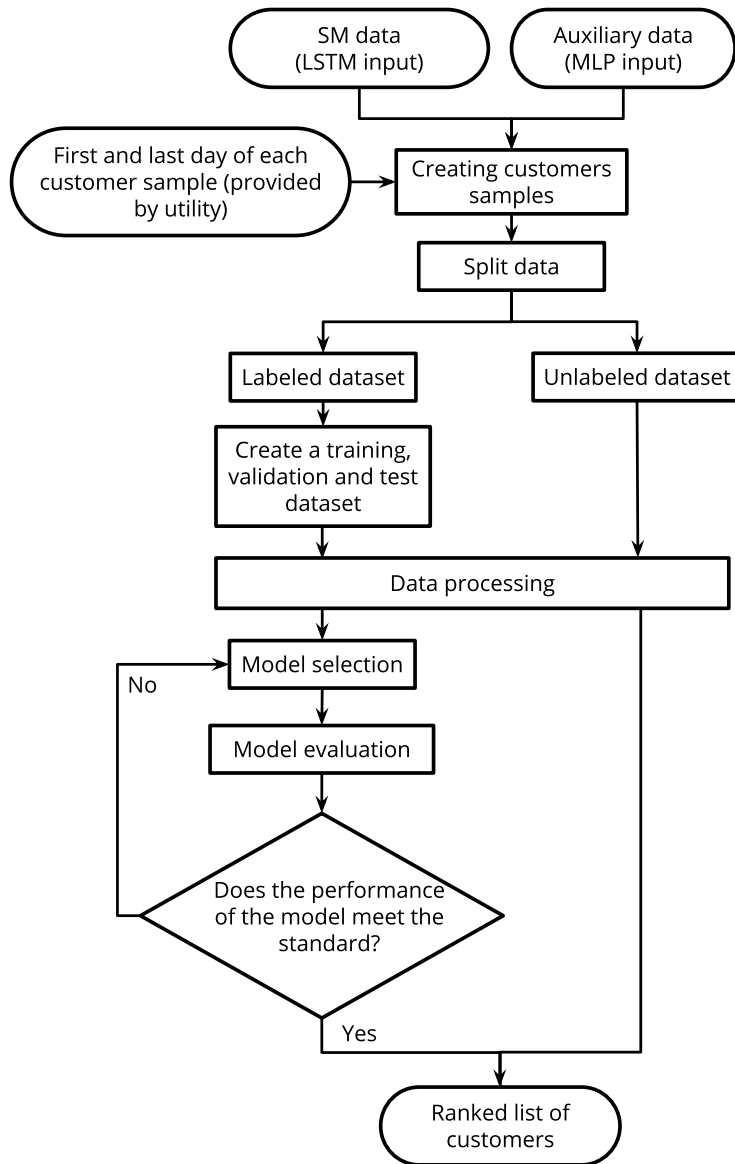 SM data
(LSTM input)
Auxiliary data
(MLP input)
First and last day of each
customer sample (provided
by utility)
Creating customers
samples
Split data
Labeled dataset
Unlabeled dataset
Create a training,
validation and test
dataset
Data processing
Model selection
No
Model evaluation
Does the performance
of the model meet the
standard?
Yes
Ranked list of
customers